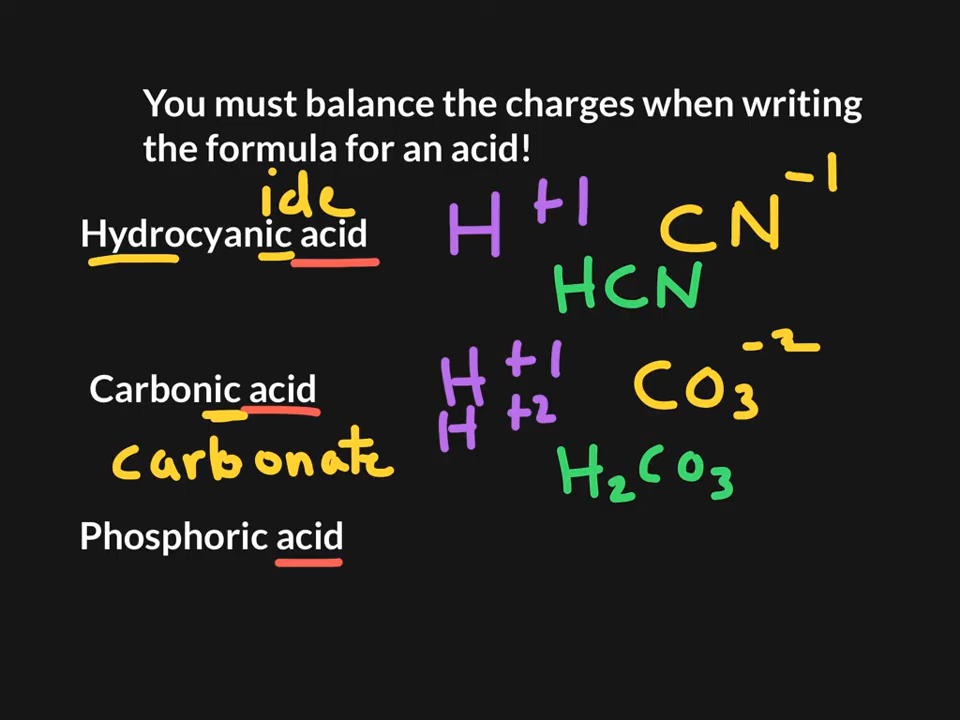 You must balance the charges when writing
the formula for an acid!
ide
Hydrocyanic acid H +1 CN -1
HCN
Carbonic acid H +1 CO3 -2
H +2
carbonate H2CO3
Phosphoric acid